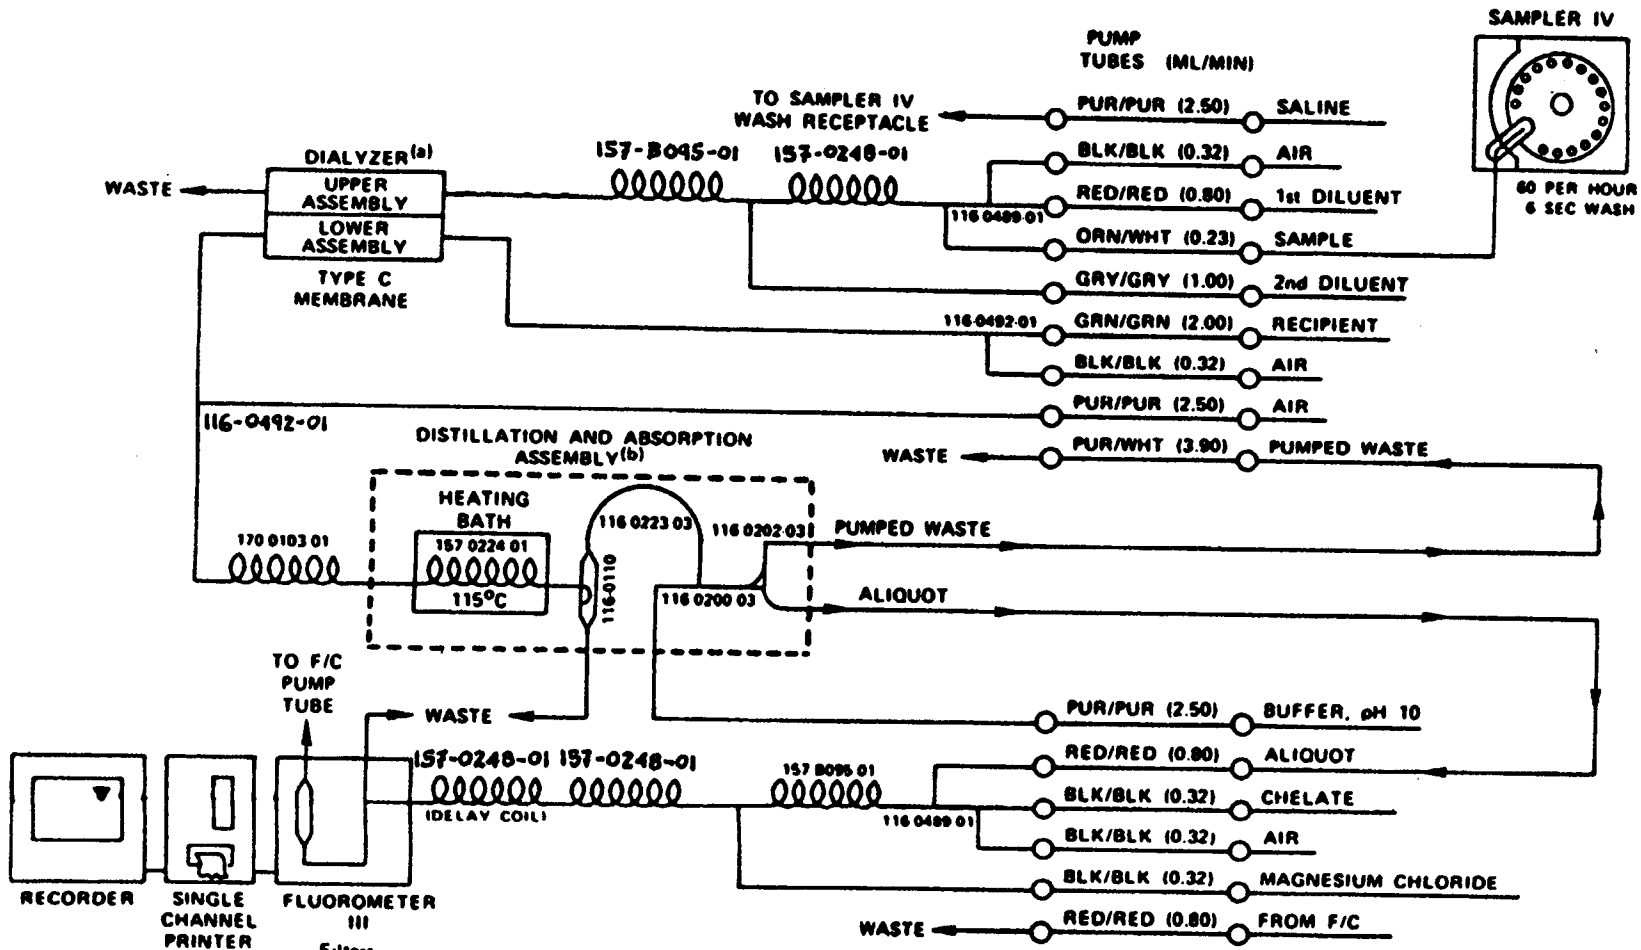 SAMPLER IV
60 PER HOUR
6 SEC WASH
PUMP
TUBES (ML/MIN)
TO SAMPLER IV
WASH RECEPTACLE
PUR/PUR (2.50) SALINE
BLK/BLK (0.32) AIR
RED/RED (0.80) 1st DILUENT
116 0489-01
ORN/WHT (0.23) SAMPLE
GRY/GRY (1.00) 2nd DILUENT
116-0492-01
GRN/GRN (2.00) RECIPIENT
BLK/BLK (0.32) AIR
PUR/PUR (2.50) AIR
WASTE PUR/WHT (3.90) PUMPED WASTE
157-B095-01 157-0248-01
DIALYZER(a)
WASTE
UPPER
ASSEMBLY
LOWER
ASSEMBLY
TYPE C
MEMBRANE
116-0492-01
DISTILLATION AND ABSORPTION
ASSEMBLY(b)
HEATING
BATH
157 0224 01
115°C
170 0103 01
116-0110
116 0223 03
116 0202-03
116 0200 03
PUMPED WASTE
ALIQUOT
TO F/C
PUMP
TUBE
WASTE
PUR/PUR (2.50) BUFFER, pH 10
RED/RED (0.80) ALIQUOT
BLK/BLK (0.32) CHELATE
BLK/BLK (0.32) AIR
BLK/BLK (0.32) MAGNESIUM CHLORIDE
WASTE RED/RED (0.80) FROM F/C
157-0248-01 157-0248-01
(DELAY COIL)
157 B095 01
116 0489 01
RECORDER
SINGLE
CHANNEL
PRINTER
FLUOROMETER
III